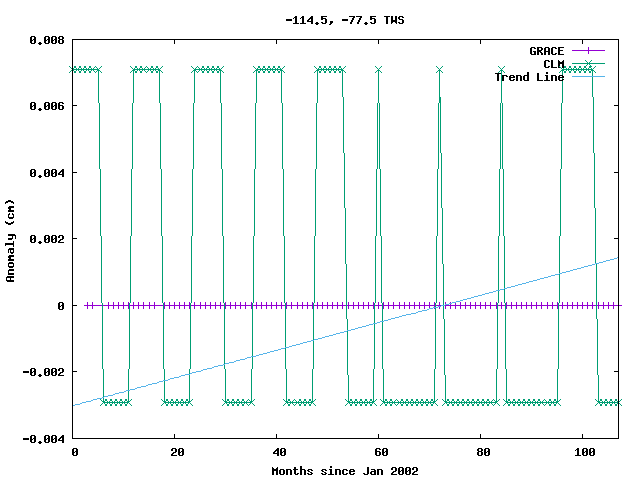 -114.5, -77.5 TWS
0.008
0.006
0.004
0.002
0
-0.002
-0.004
Anomaly (cm)
GRACE
CLM
Trend Line
0 20 40 60 80 100
Months since Jan 2002